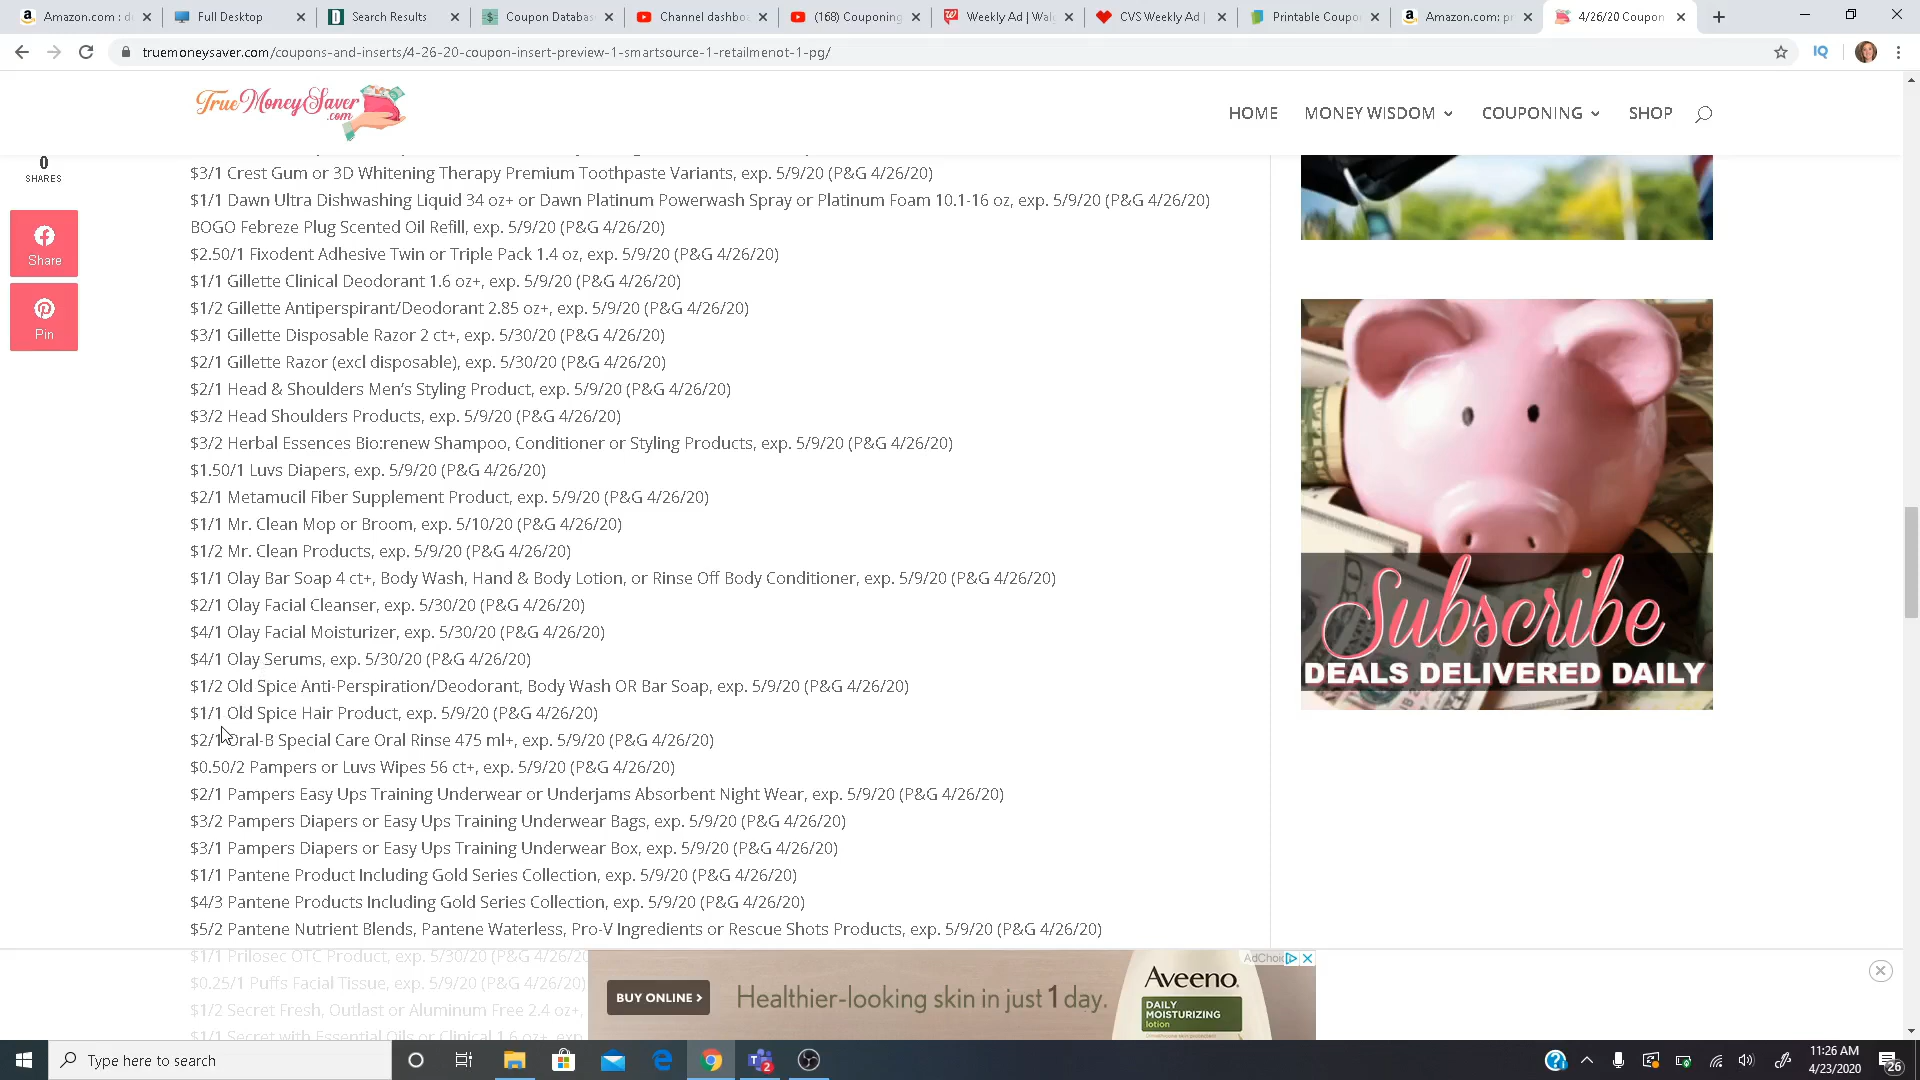 Amazon.com : d
Full Desktop
Search Results
Coupon Databas
Channel dashbo
(168) Couponing
Weekly Ad | Wal
CVS Weekly Ad |
Printable Coupo
Amazon.com: p
4/26/20 Coupon
truemoneysaver.com/coupons-and-inserts/4-26-20-coupon-insert-preview-1-smartsource-1-retailmenot-1-pg/
IQ
TrueMoneySaver
.com
HOME
MONEY WISDOM
COUPONING
SHOP
0
SHARES
Share
Pin
$3/1 Crest Gum or 3D Whitening Therapy Premium Toothpaste Variants, exp. 5/9/20 (P&G 4/26/20)
$1/1 Dawn Ultra Dishwashing Liquid 34 oz+ or Dawn Platinum Powerwash Spray or Platinum Foam 10.1-16 oz, exp. 5/9/20 (P&G 4/26/20)
BOGO Febreze Plug Scented Oil Refill, exp. 5/9/20 (P&G 4/26/20)
$2.50/1 Fixodent Adhesive Twin or Triple Pack 1.4 oz, exp. 5/9/20 (P&G 4/26/20)
$1/1 Gillette Clinical Deodorant 1.6 oz+, exp. 5/9/20 (P&G 4/26/20)
$1/2 Gillette Antiperspirant/Deodorant 2.85 oz+, exp. 5/9/20 (P&G 4/26/20)
$3/1 Gillette Disposable Razor 2 ct+, exp. 5/30/20 (P&G 4/26/20)
$2/1 Gillette Razor (excl disposable), exp. 5/30/20 (P&G 4/26/20)
$2/1 Head & Shoulders Men's Styling Product, exp. 5/9/20 (P&G 4/26/20)
$3/2 Head Shoulders Products, exp. 5/9/20 (P&G 4/26/20)
$3/2 Herbal Essences Bio:renew Shampoo, Conditioner or Styling Products, exp. 5/9/20 (P&G 4/26/20)
$1.50/1 Luvs Diapers, exp. 5/9/20 (P&G 4/26/20)
$2/1 Metamucil Fiber Supplement Product, exp. 5/9/20 (P&G 4/26/20)
$1/1 Mr. Clean Mop or Broom, exp. 5/10/20 (P&G 4/26/20)
$1/2 Mr. Clean Products, exp. 5/9/20 (P&G 4/26/20)
$1/1 Olay Bar Soap 4 ct+, Body Wash, Hand & Body Lotion, or Rinse Off Body Conditioner, exp. 5/9/20 (P&G 4/26/20)
$2/1 Olay Facial Cleanser, exp. 5/30/20 (P&G 4/26/20)
$4/1 Olay Facial Moisturizer, exp. 5/30/20 (P&G 4/26/20)
$4/1 Olay Serums, exp. 5/30/20 (P&G 4/26/20)
$1/2 Old Spice Anti-Perspiration/Deodorant, Body Wash OR Bar Soap, exp. 5/9/20 (P&G 4/26/20)
$1/1 Old Spice Hair Product, exp. 5/9/20 (P&G 4/26/20)
$2/1 Oral-B Special Care Oral Rinse 475 ml+, exp. 5/9/20 (P&G 4/26/20)
$0.50/2 Pampers or Luvs Wipes 56 ct+, exp. 5/9/20 (P&G 4/26/20)
$2/1 Pampers Easy Ups Training Underwear or Underjams Absorbent Night Wear, exp. 5/9/20 (P&G 4/26/20)
$3/2 Pampers Diapers or Easy Ups Training Underwear Bags, exp. 5/9/20 (P&G 4/26/20)
$3/1 Pampers Diapers or Easy Ups Training Underwear Box, exp. 5/9/20 (P&G 4/26/20)
$1/1 Pantene Product Including Gold Series Collection, exp. 5/9/20 (P&G 4/26/20)
$4/3 Pantene Products Including Gold Series Collection, exp. 5/9/20 (P&G 4/26/20)
$5/2 Pantene Nutrient Blends, Pantene Waterless, Pro-V Ingredients or Rescue Shots Products, exp. 5/9/20 (P&G 4/26/20)
$1/1 Prilosec OTC Product, exp. 5/30/20 (P&G 4/26/20
$0.25/1 Puffs Facial Tissue, exp. 5/9/20 (P&G 4/26/20)
$1/2 Secret Fresh, Outlast or Aluminum Free 2.4 oz+,
$1/1 Secret with Essential Oils or Clinical 1.6 oz+, exp
Subscribe
DEALS DELIVERED DAILY
AdChoi
BUY ONLINE >
Healthier-looking skin in just 1 day.
Aveeno.
DAILY
MOISTURIZING
lotion
Type here to search
2
11:26 AM
4/23/2020
26